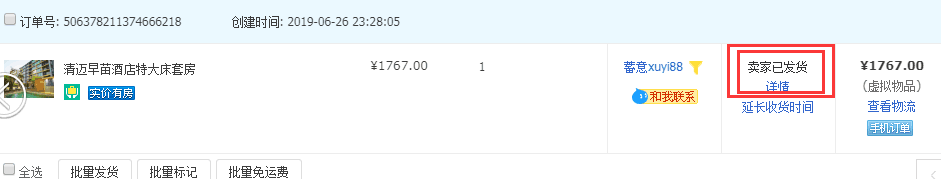 订单号: 506378211374666218 创建时间: 2019-06-26 23:28:05
清迈早苗酒店特大床套房 ¥1767.00 1 蓄意xuyi88 卖家已发货 ¥1767.00
实价有房 和我联系 详情 (虚拟物品)
延长收货时间 查看物流
手机订单
全选 批量发货 批量标记 批量免运费